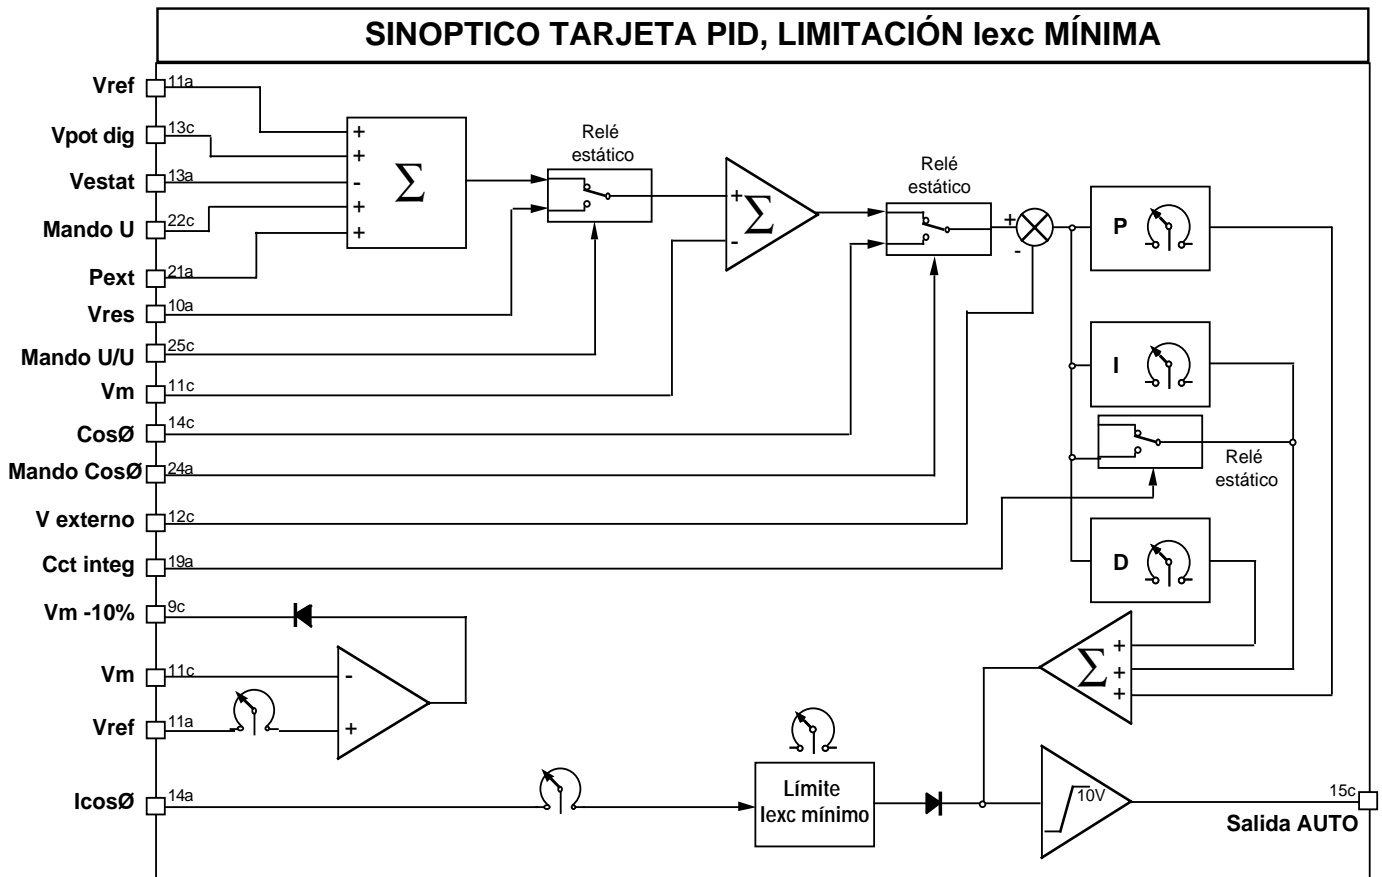 SINOPTICO TARJETA PID, LIMITACIÓN Iexc MÍNIMA
Vref 11a
Vpot dig 13c
Vestat 13a
Mando U 22c
Pext 21a
Vres 10a
Mando U/U 25c
Vm 11c
CosØ 14c
Mando CosØ 24a
V externo 12c
Cct integ 19a
Vm -10% 9c
Vm 11c
Vref 11a
IcosØ 14a
+
+
-
+
+
Σ
Relé
estático
+
-
Σ
Relé
estático
+
-
P
I
Relé
estático
D
Σ
+
+
+
-
+
Límite
Iexc mínimo
10V
15c
Salida AUTO